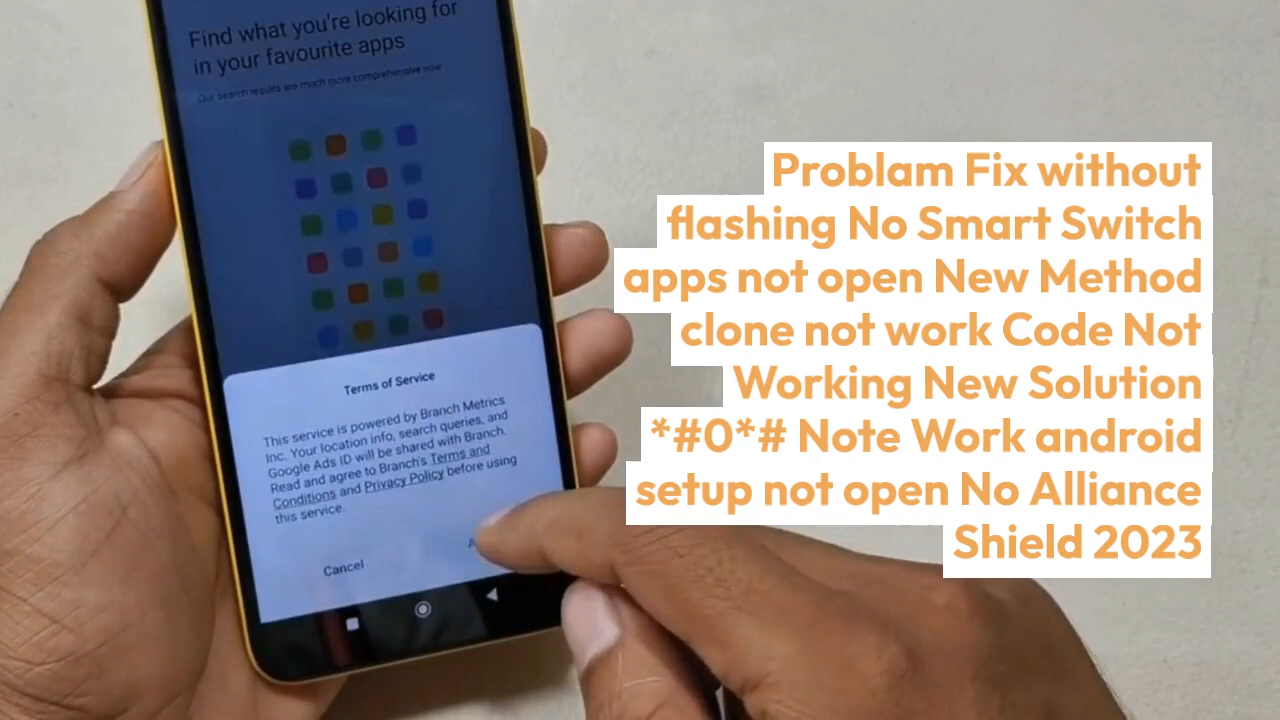 Find what you're looking for
in your favourite apps
Our search results are much more comprehensive now
Terms of Service
This service is powered by Branch Metrics
Inc. Your location info, search queries, and
Google Ads ID will be shared with Branch.
Read and agree to Branch's Terms and
Conditions and Privacy Policy before using
this service.
Cancel
Problam Fix without
flashing No Smart Switch
apps not open New Method
clone not work Code Not
Working New Solution
*#0*# Note Work android
setup not open No Alliance
Shield 2023